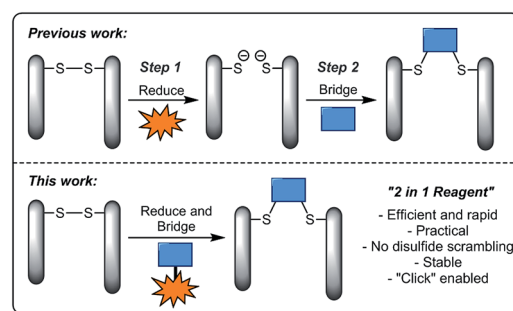 Previous work:
S—S
Step 1
Reduce
⊖ ⊖
S S
Step 2
Bridge
S S
This work:
S—S
Reduce and
Bridge
S S
"2 in 1 Reagent"
- Efficient and rapid
- Practical
- No disulfide scrambling
- Stable
- "Click" enabled